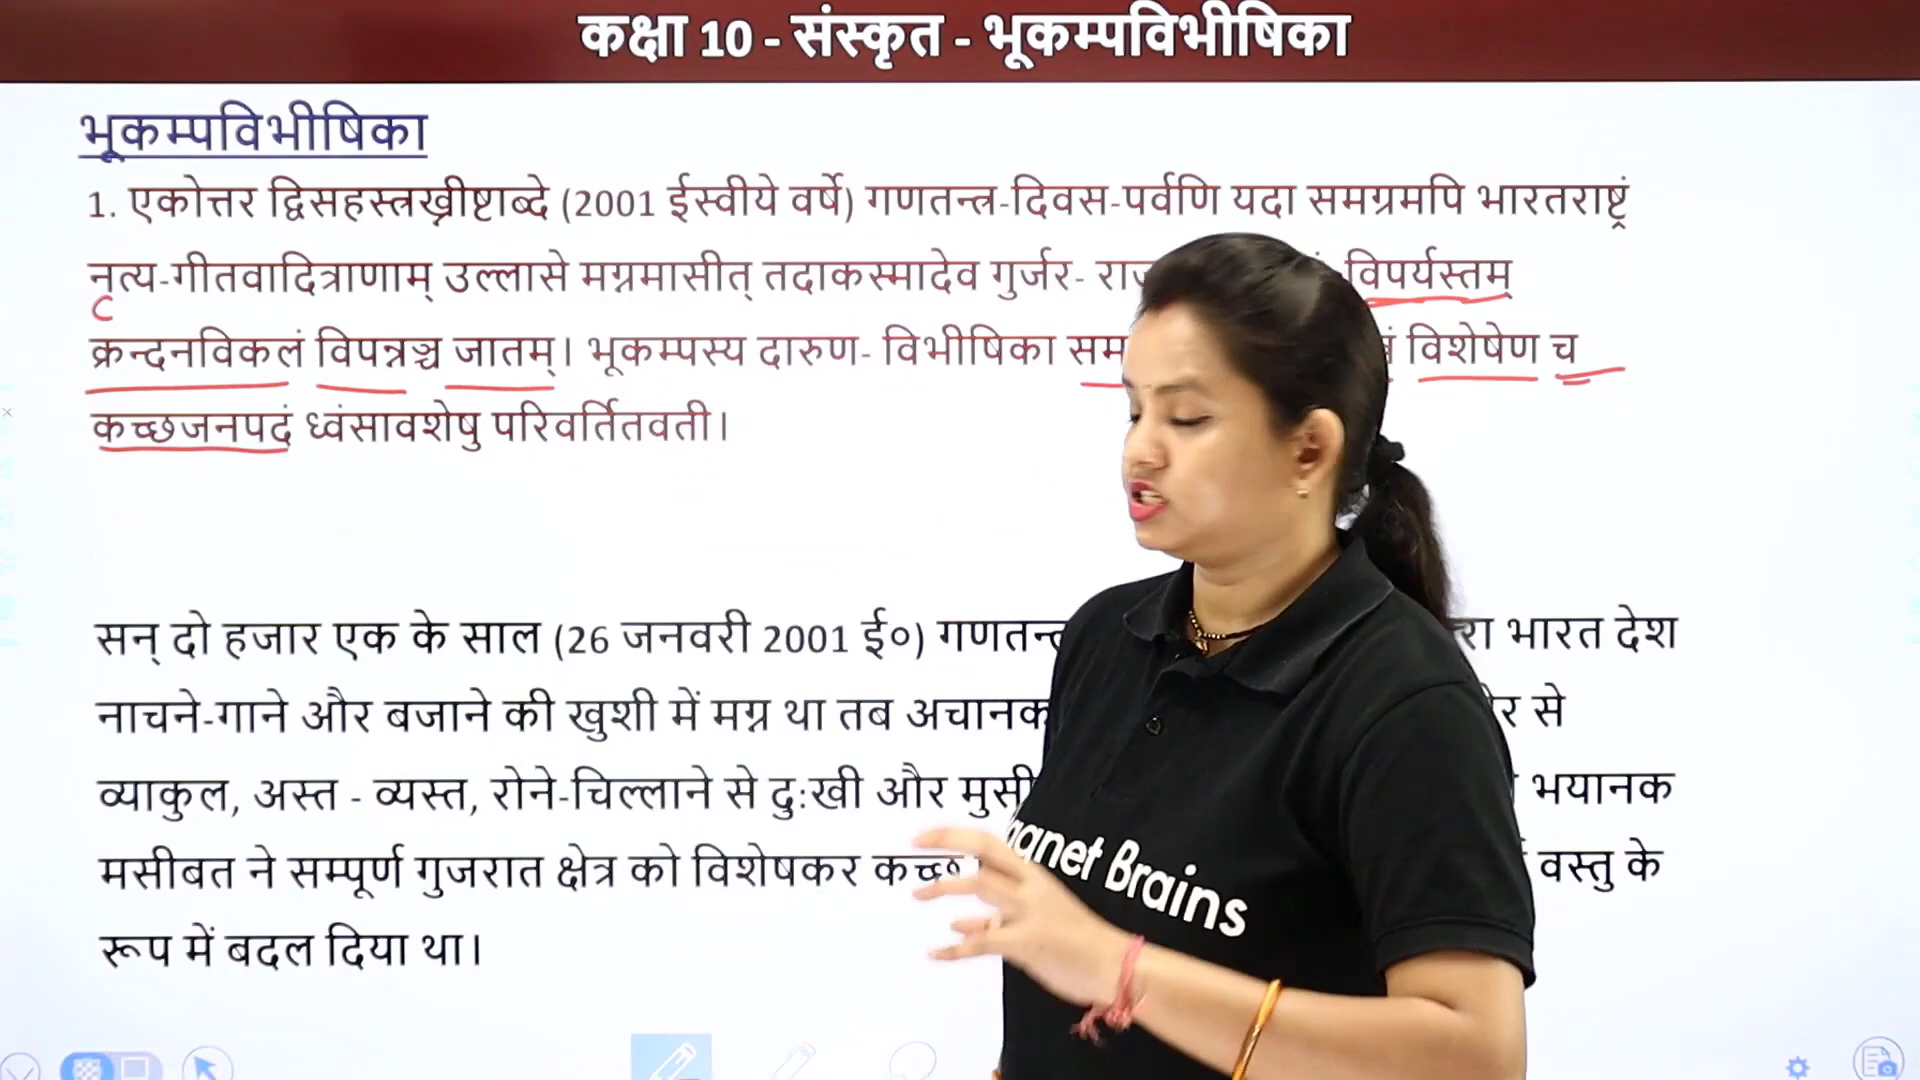 कक्षा 10 - संस्कृत - भूकम्पविभीषिका
भूकम्पविभीषिका
1. एकोत्तर द्विसहस्त्रख्रीष्टाब्दे (2001 ईस्वीये वर्षे) गणतन्त्र-दिवस-पर्वणि यदा समग्रमपि भारतराष्ट्रं
नत्य-गीतवादित्राणाम् उल्लासे मग्नमासीत् तदाकस्मादेव गुर्जर- विपर्यस्तम्
क्रन्दनविकलं विपन्नञ्च जातम्। भूकम्पस्य दारुण- विभीषिका विशेषेण च
कच्छजनपदं ध्वंसावशेषु परिवर्तितवती।
सन् दो हजार एक के साल (26 जनवरी 2001 ई०) भारत देश
नाचने-गाने और बजाने की खुशी में मग्न था तब अचानक से
व्याकुल, अस्त - व्यस्त, रोने-चिल्लाने से दुःखी और भयानक
मसीबत ने सम्पूर्ण गुजरात क्षेत्र को विशेषकर कच्छ वस्तु के
रूप में बदल दिया था।
agnet Brains